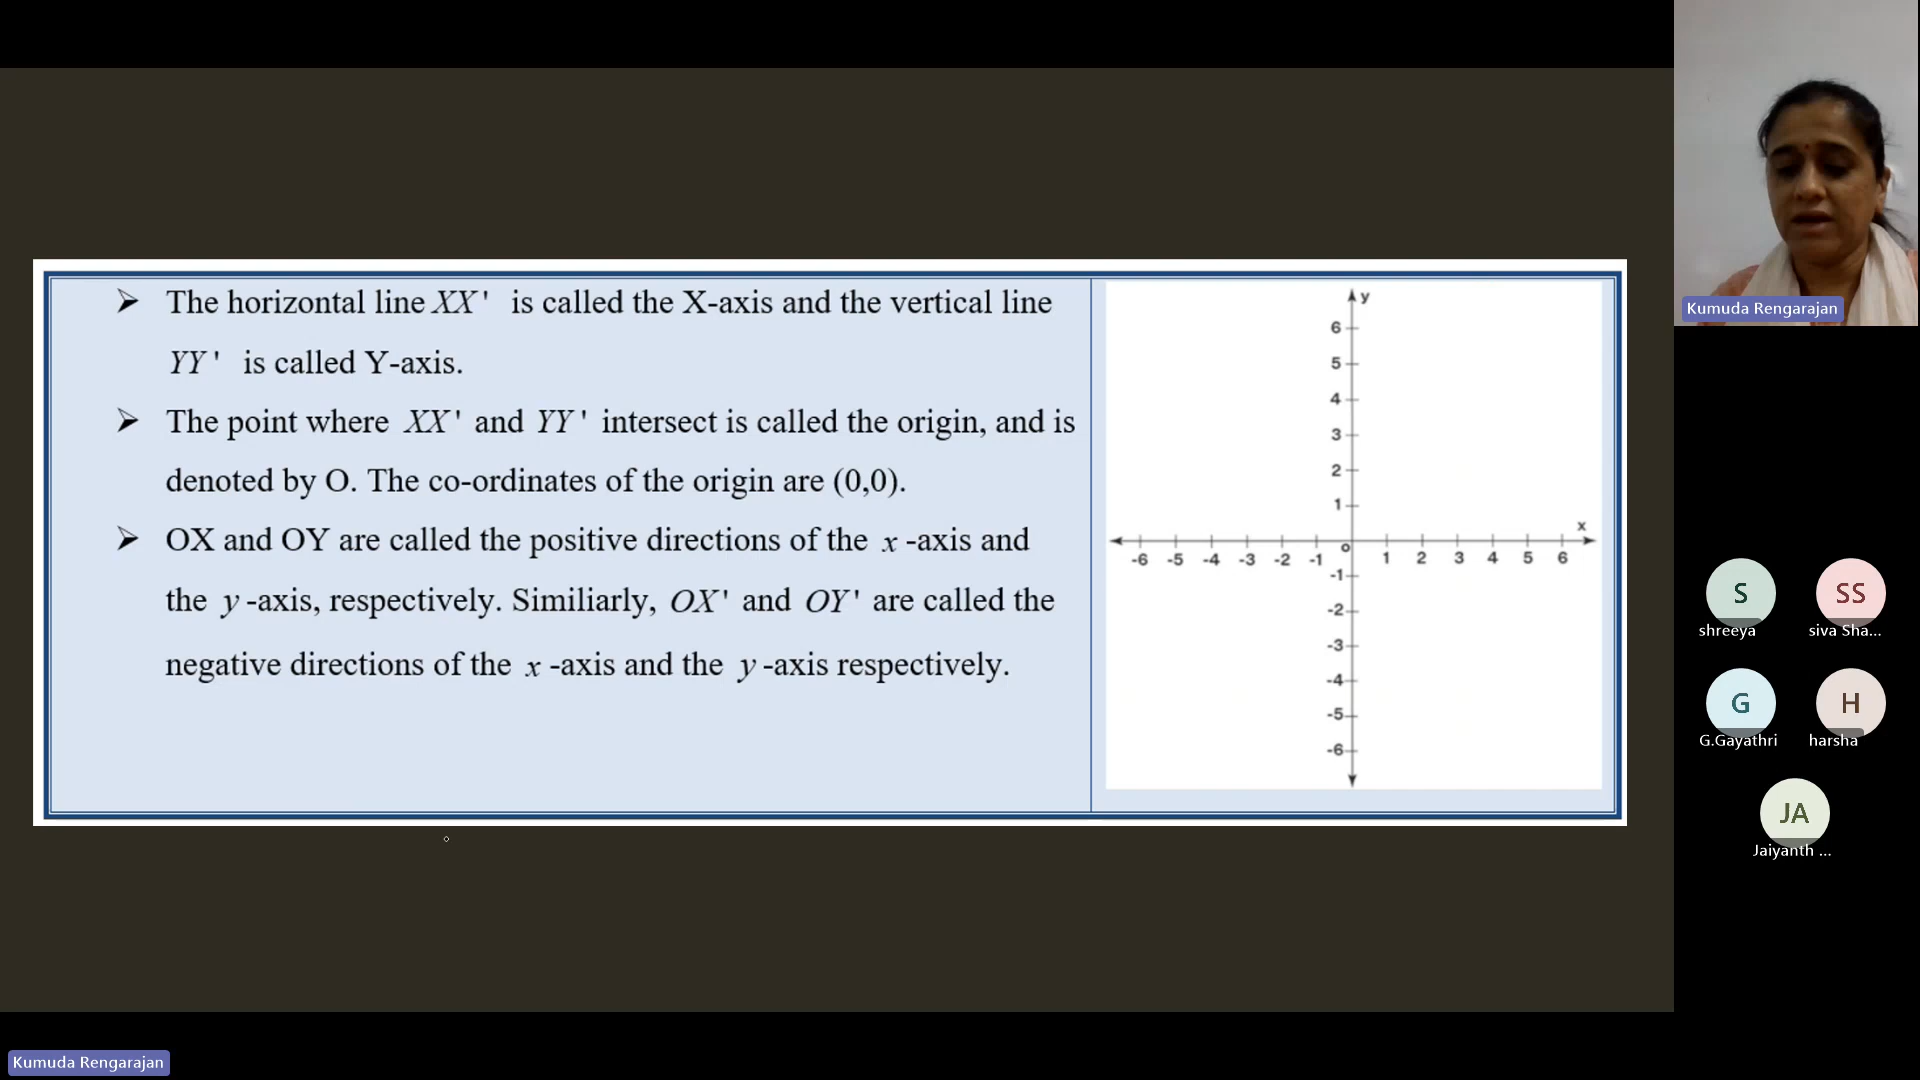 ➢ The horizontal line XX' is called the X-axis and the vertical line
YY' is called Y-axis.
➢ The point where XX' and YY' intersect is called the origin, and is
denoted by O. The co-ordinates of the origin are (0,0).
➢ OX and OY are called the positive directions of the x -axis and
the y -axis, respectively. Similiarly, OX' and OY' are called the
negative directions of the x -axis and the y -axis respectively.
y
6
5
4
3
2
1
x
o
-6 -5 -4 -3 -2 -1 1 2 3 4 5 6
-1
-2
-3
-4
-5
-6
Kumuda Rengarajan
S
shreeya
SS
siva Sha...
G
G.Gayathri
H
harsha
JA
Jaiyanth ...
Kumuda Rengarajan